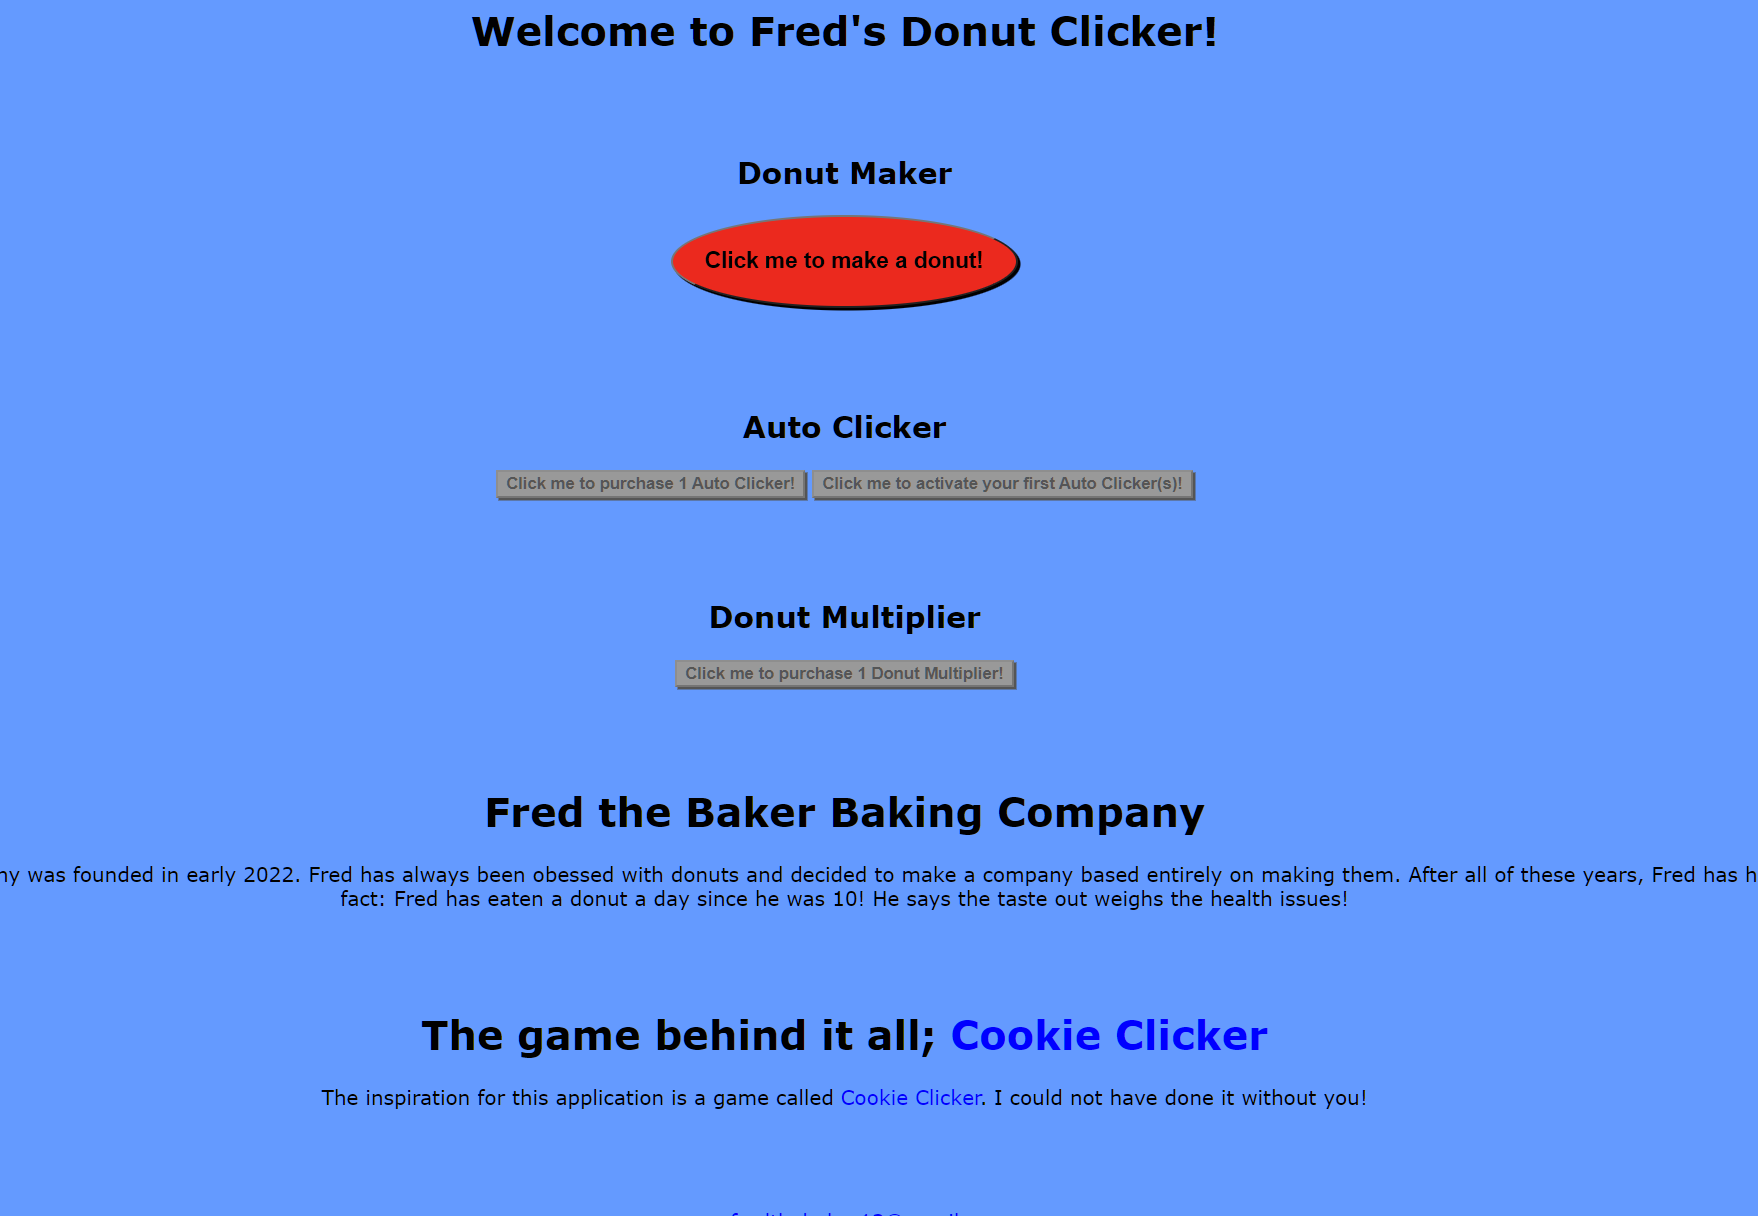 Welcome to Fred's Donut Clicker!
Donut Maker
Click me to make a donut!
Auto Clicker
Click me to purchase 1 Auto Clicker! Click me to activate your first Auto Clicker(s)!
Donut Multiplier
Click me to purchase 1 Donut Multiplier!
Fred the Baker Baking Company
was founded in early 2022. Fred has always been obessed with donuts and decided to make a company based entirely on making them. After all of these years, Fred has
fact: Fred has eaten a donut a day since he was 10! He says the taste out weighs the health issues!
The game behind it all; Cookie Clicker
The inspiration for this application is a game called Cookie Clicker. I could not have done it without you!